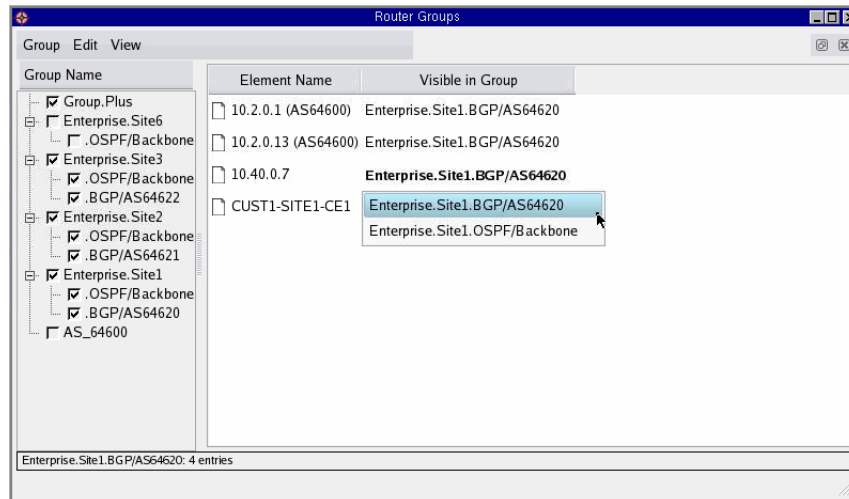 Router Groups
Group Edit View
Group Name
Element Name Visible in Group
Group.Plus
Enterprise.Site6
.OSPF/Backbone
Enterprise.Site3
.OSPF/Backbone
.BGP/AS64622
Enterprise.Site2
.OSPF/Backbone
.BGP/AS64621
Enterprise.Site1
.OSPF/Backbone
.BGP/AS64620
AS_64600
10.2.0.1 (AS64600) Enterprise.Site1.BGP/AS64620
10.2.0.13 (AS64600) Enterprise.Site1.BGP/AS64620
10.40.0.7 Enterprise.Site1.BGP/AS64620
CUST1-SITE1-CE1 Enterprise.Site1.BGP/AS64620
Enterprise.Site1.OSPF/Backbone
Enterprise.Site1.BGP/AS64620: 4 entries